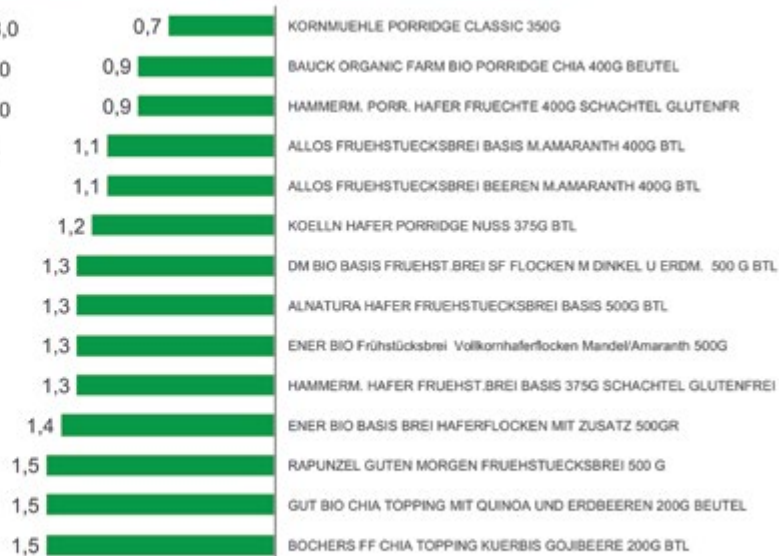 0,7 KORNMUEHLE PORRIDGE CLASSIC 350G
0 0,9 BAUCK ORGANIC FARM BIO PORRIDGE CHIA 400G BEUTEL
0 0,9 HAMMERM. PORR. HAFER FRUECHTE 400G SCHACHTEL GLUTENFR
1,1 ALLOS FRUEHSTUECKSBREI BASIS M.AMARANTH 400G BTL
1,1 ALLOS FRUEHSTUECKSBREI BEEREN M.AMARANTH 400G BTL
1,2 KOELLN HAFER PORRIDGE NUSS 375G BTL
1,3 DM BIO BASIS FRUEHST.BREI SF FLOCKEN M DINKEL U ERDM. 500 G BTL
1,3 ALNATURA HAFER FRUEHSTUECKSBREI BASIS 500G BTL
1,3 ENER BIO Frühstücksbrei Vollkornhaferflocken Mandel/Amaranth 500G
1,3 HAMMERM. HAFER FRUEHST.BREI BASIS 375G SCHACHTEL GLUTENFREI
1,4 ENER BIO BASIS BREI HAFERFLOCKEN MIT ZUSATZ 500GR
1,5 RAPUNZEL GUTEN MORGEN FRUEHSTUECKSBREI 500 G
1,5 GUT BIO CHIA TOPPING MIT QUINOA UND ERDBEEREN 200G BEUTEL
1,5 BOCHERS FF CHIA TOPPING KUERBIS GOJIBEERE 200G BTL